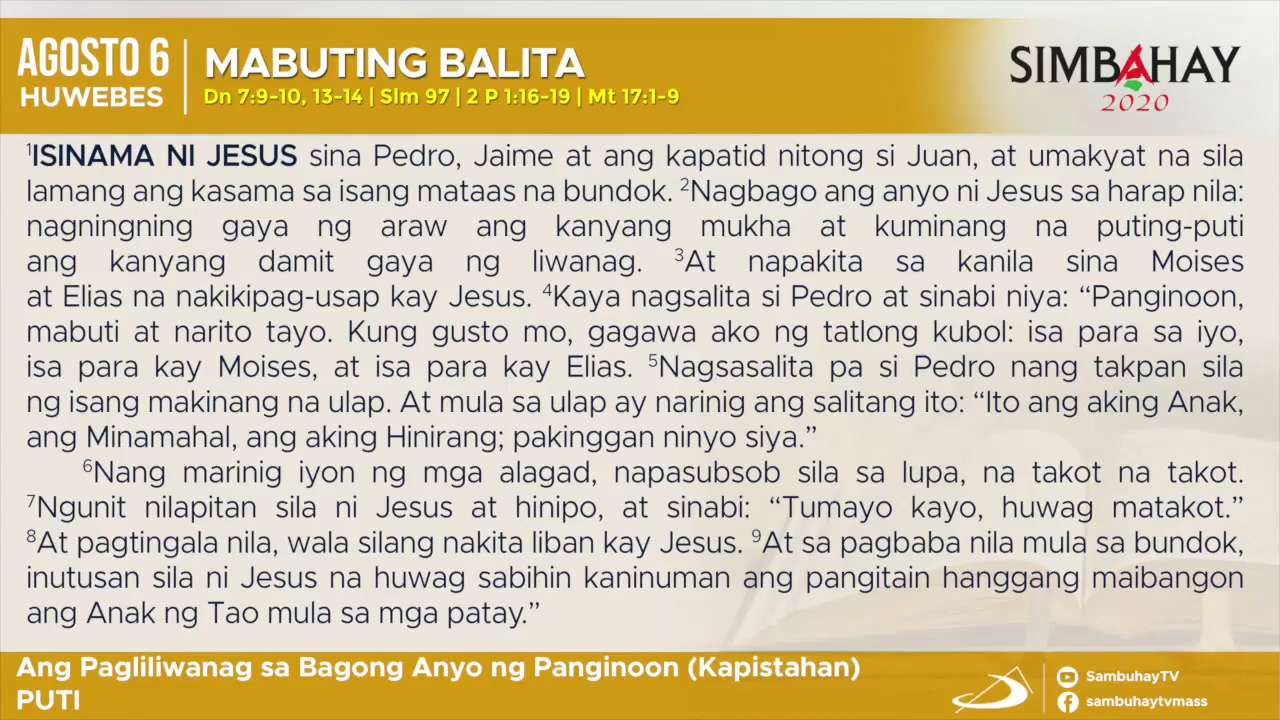 AGOSTO 6
HUWEBES
MABUTING BALITA
Dn 7:9-10, 13-14 | Slm 97 | 2 P 1:16-19 | Mt 17:1-9
SIMBAHAY
2020
¹ISINAMA NI JESUS sina Pedro, Jaime at ang kapatid nitong si Juan, at umakyat na sila
lamang ang kasama sa isang mataas na bundok. ²Nagbago ang anyo ni Jesus sa harap nila:
nagningning gaya ng araw ang kanyang mukha at kuminang na puting-puti
ang kanyang damit gaya ng liwanag. ³At napakita sa kanila sina Moises
at Elias na nakikipag-usap kay Jesus. ⁴Kaya nagsalita si Pedro at sinabi niya: “Panginoon,
mabuti at narito tayo. Kung gusto mo, gagawa ako ng tatlong kubol: isa para sa iyo,
isa para kay Moises, at isa para kay Elias. ⁵Nagsasalita pa si Pedro nang takpan sila
ng isang makinang na ulap. At mula sa ulap ay narinig ang salitang ito: “Ito ang aking Anak,
ang Minamahal, ang aking Hinirang; pakinggan ninyo siya.”
⁶Nang marinig iyon ng mga alagad, napasubsob sila sa lupa, na takot na takot.
⁷Ngunit nilapitan sila ni Jesus at hinipo, at sinabi: “Tumayo kayo, huwag matakot.”
⁸At pagtingala nila, wala silang nakita liban kay Jesus. ⁹At sa pagbaba nila mula sa bundok,
inutusan sila ni Jesus na huwag sabihin kaninuman ang pangitain hanggang maibangon
ang Anak ng Tao mula sa mga patay.”
Ang Pagliliwanag sa Bagong Anyo ng Panginoon (Kapistahan)
PUTI
SambuhayTV
sambuhaytvmass